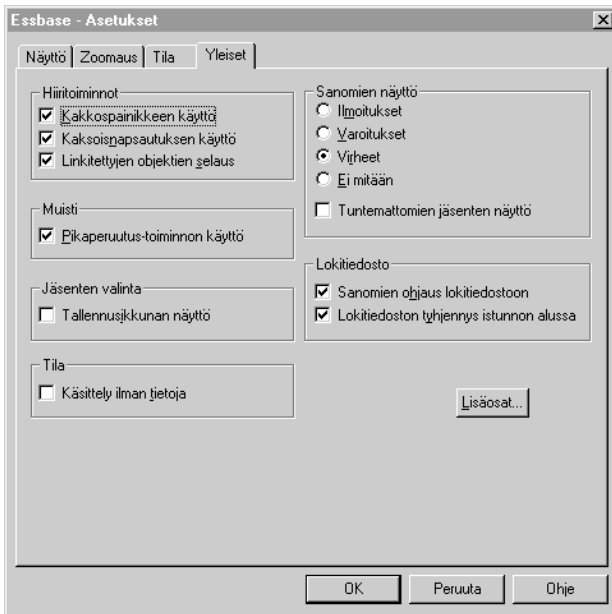 Essbase - Asetukset
Näyttö
Zoomaus
Tila
Yleiset
Hiiritoiminnot
Kakkospainikkeen käyttö
Kaksoisnapsautuksen käyttö
Linkitettyjen objektien selaus
Muisti
Pikaperuutus-toiminnon käyttö
Jäsenten valinta
Tallennusikkunan näyttö
Tila
Käsittely ilman tietoja
Sanomien näyttö
Ilmoitukset
Varoitukset
Virheet
Ei mitään
Tuntemattomien jäsenten näyttö
Lokitiedosto
Sanomien ohjaus lokitiedostoon
Lokitiedoston tyhjennys istunnon alussa
Lisäosat...
OK
Peruuta
Ohje